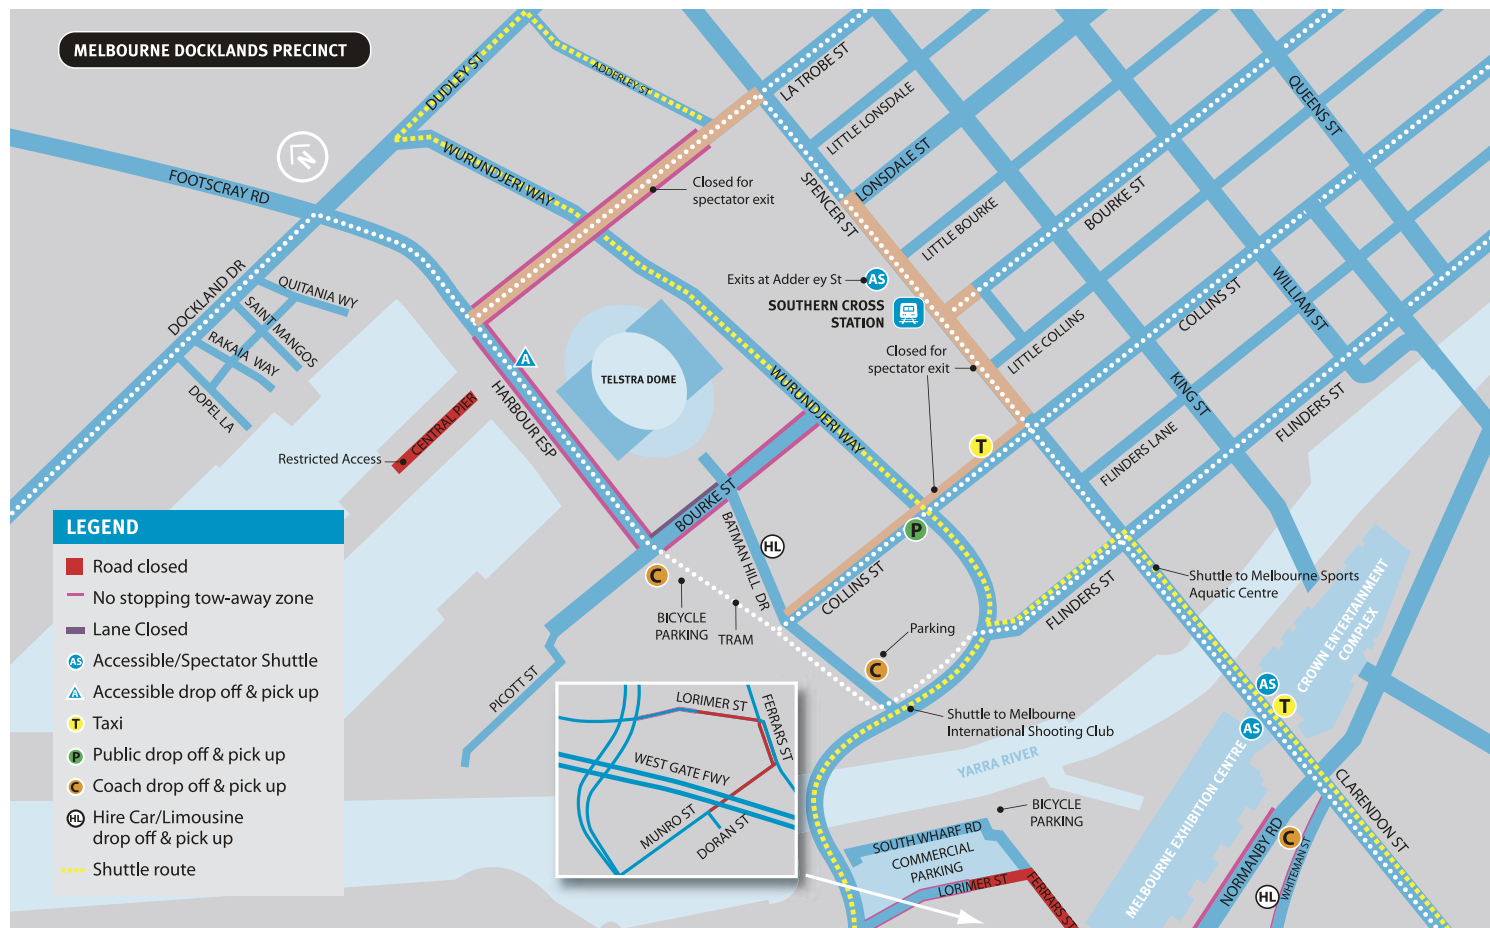 MELBOURNE DOCKLANDS PRECINCT
DUDLEY ST
ADDERLEY ST
LA TROBE ST
LITTLE LONSDALE
QUEENS ST
N
FOOTSCRAY RD
WURUNDJERI WAY
LONSDALE ST
Closed for
spectator exit
SPENCER ST
LITTLE BOURKE
BOURKE ST
DOCKLAND DR
QUITANIA WY
SAINT MANGOS
RAKAIA WAY
DOPEL LA
Exits at Adder ey St
AS
SOUTHERN CROSS
STATION
WILLIAM ST
COLLINS ST
LITTLE COLLINS
Closed for
spectator exit
A
TELSTRA DOME
HARBOUR ESP
CENTRAL PIER
Restricted Access
WURUNDJERI WAY
KING ST
FLINDERS ST
FLINDERS LANE
T
BOURKE ST
BATMAN HILL DR
HL
P
COLLINS ST
C
BICYCLE
PARKING
TRAM
FLINDERS ST
Shuttle to Melbourne Sports
Aquatic Centre
CROWN ENTERTAINMENT
COMPLEX
Parking
C
PICOTT ST
Shuttle to Melbourne
International Shooting Club
AS
T
AS
YARRA RIVER
LEGEND
Road closed
No stopping tow-away zone
Lane Closed
AS Accessible/Spectator Shuttle
A Accessible drop off & pick up
T Taxi
P Public drop off & pick up
C Coach drop off & pick up
HL Hire Car/Limousine
drop off & pick up
Shuttle route
LORIMER ST
FERRARS ST
WEST GATE FWY
MUNRO ST
DORAN ST
BICYCLE
PARKING
SOUTH WHARF RD
COMMERCIAL
PARKING
LORIMER ST
FERRARS ST
MELBOURNE EXHIBITION CENTRE
CLARENDON ST
NORMANBY RD
C
WHITEMAN ST
HL